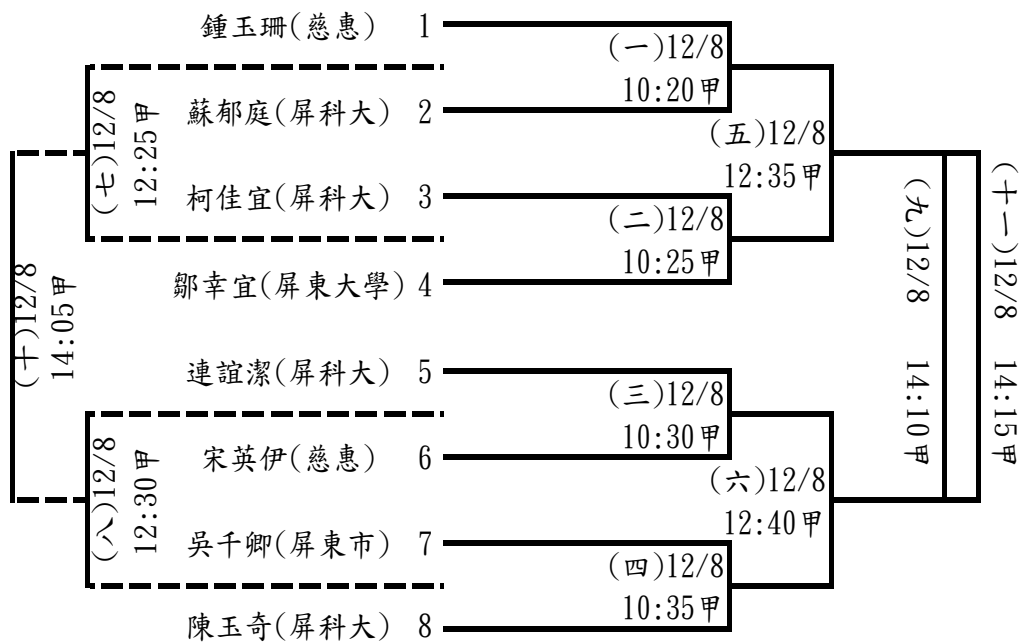 鍾玉珊(慈惠) 1
(一)12/8
10:20甲
蘇郁庭(屏科大) 2
(七)12/8
12:25甲
(五)12/8
12:35甲
柯佳宜(屏科大) 3
(二)12/8
10:25甲
鄒幸宜(屏東大學) 4
(十)12/8
14:05甲
(九)12/8 14:10甲
(十一)12/8 14:15甲
連誼潔(屏科大) 5
(三)12/8
10:30甲
宋英伊(慈惠) 6
(八)12/8
12:30甲
(六)12/8
12:40甲
吳千卿(屏東市) 7
(四)12/8
10:35甲
陳玉奇(屏科大) 8